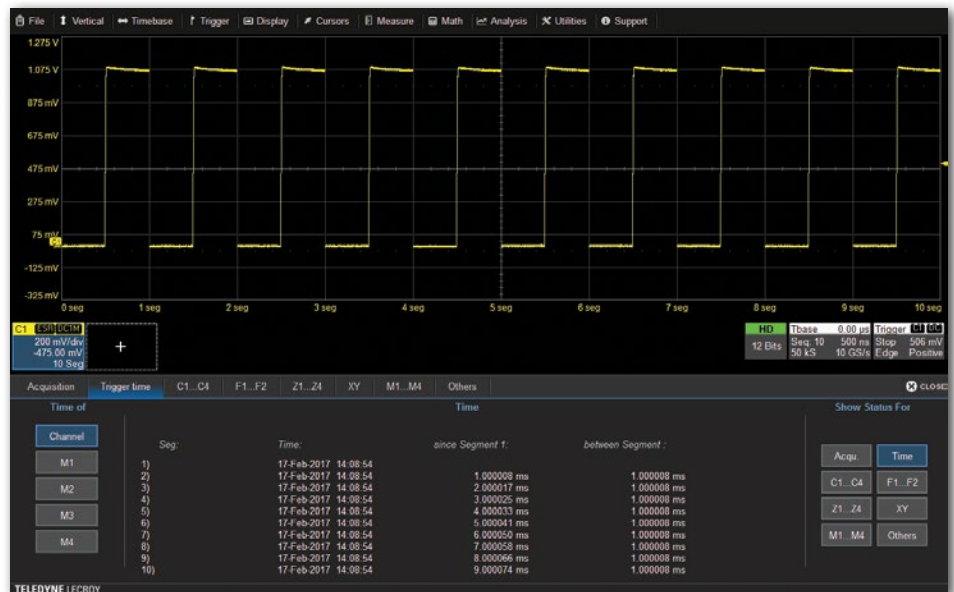 File Vertical Timebase Trigger Display Cursors Measure Math Analysis Utilities Support
1.275 V
1.075 V
875 mV
675 mV
475 mV
275 mV
75 mV
C1
-125 mV
-325 mV
0 seg 1 seg 2 seg 3 seg 4 seg 5 seg 6 seg 7 seg 8 seg 9 seg 10 seg
C1 ESR DC1M
200 mV/div
-475.00 mV
10 Seg
+
HD
12 Bits
Tbase 0.00 µs
Seq: 10 500 ns
50 kS 10 GS/s
Trigger C1 DC
Stop 506 mV
Edge Positive
Acquisition Trigger time C1...C4 F1...F2 Z1...Z4 XY M1...M4 Others CLOSE
Time of
Channel
M1
M2
M3
M4
Time
Seg: Time: since Segment 1: between Segment :
1) 17-Feb-2017 14:08:54
2) 17-Feb-2017 14:08:54 1.000008 ms 1.000008 ms
3) 17-Feb-2017 14:08:54 2.000017 ms 1.000008 ms
4) 17-Feb-2017 14:08:54 3.000025 ms 1.000008 ms
5) 17-Feb-2017 14:08:54 4.000033 ms 1.000008 ms
6) 17-Feb-2017 14:08:54 5.000041 ms 1.000008 ms
7) 17-Feb-2017 14:08:54 6.000050 ms 1.000008 ms
8) 17-Feb-2017 14:08:54 7.000058 ms 1.000008 ms
9) 17-Feb-2017 14:08:54 8.000066 ms 1.000008 ms
10) 17-Feb-2017 14:08:54 9.000074 ms 1.000008 ms
Show Status For
Acqu. Time
C1...C4 F1...F2
Z1...Z4 XY
M1...M4 Others
TELEDYNE LECROY